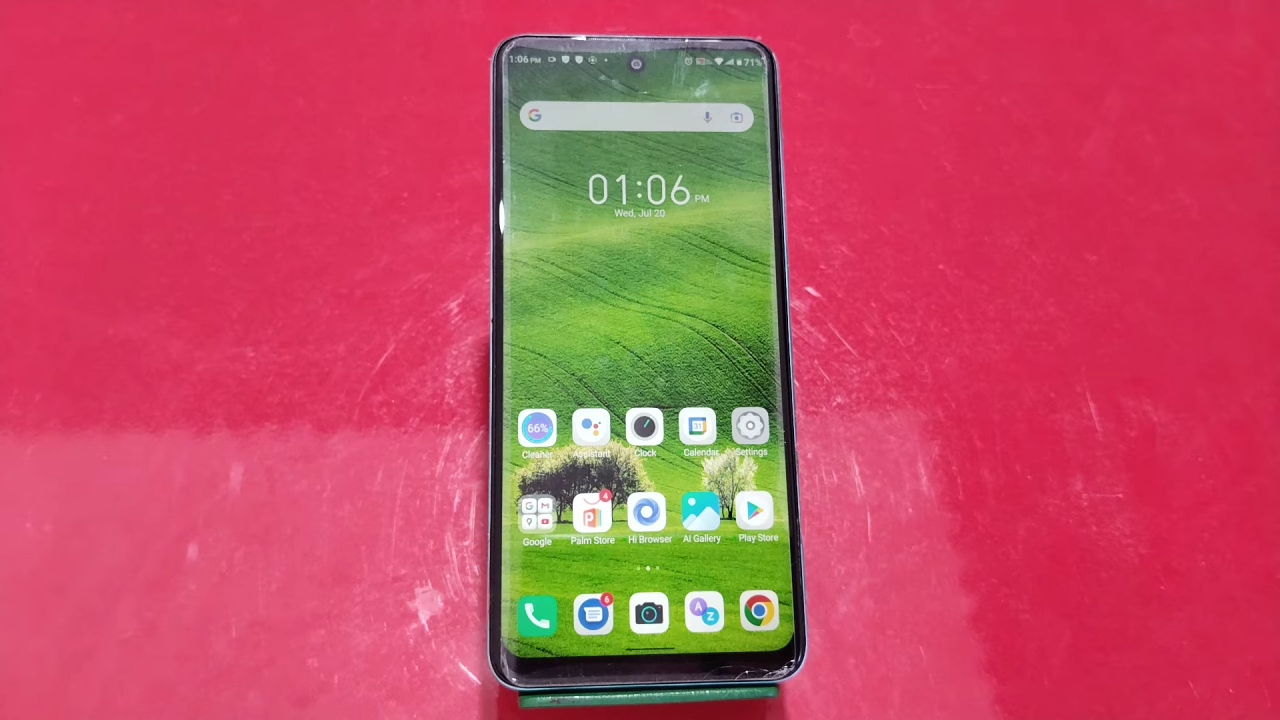 1:06 PM 71%
G
01:06 PM
Wed, Jul 20
66% 31
Cleaner Assistant Clock Calendar Settings
G M 4
P
Google Palm Store Hi Browser AI Gallery Play Store
6
A
Z